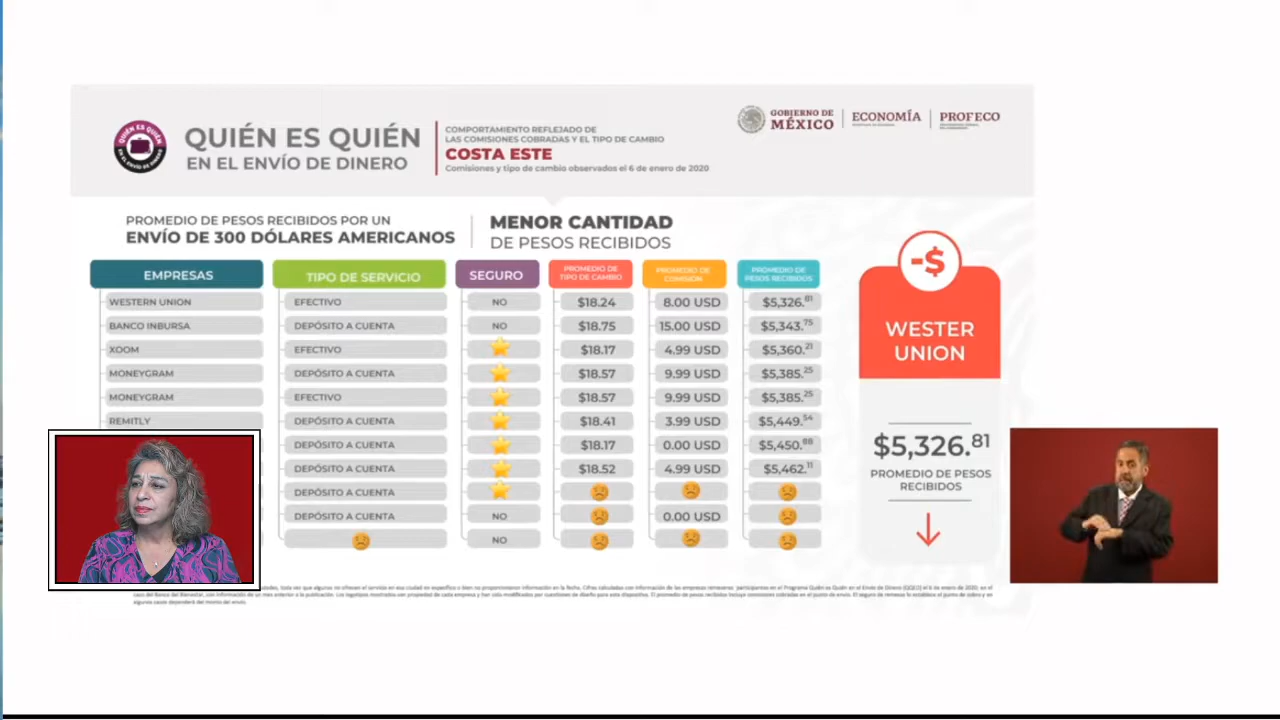 QUIÉN ES QUIÉN
EN EL ENVÍO DE DINERO
COMPORTAMIENTO REFLEJADO DE
LAS COMISIONES COBRADAS Y EL TIPO DE CAMBIO
COSTA ESTE
Comisiones y tipo de cambio observados el 6 de enero de 2020
GOBIERNO DE MÉXICO
ECONOMÍA
PROFECO
PROMEDIO DE PESOS RECIBIDOS POR UN
ENVÍO DE 300 DÓLARES AMERICANOS
MENOR CANTIDAD
DE PESOS RECIBIDOS
EMPRESAS TIPO DE SERVICIO SEGURO PROMEDIO DE TIPO DE CAMBIO PROMEDIO DE COMISIÓN PROMEDIO DE PESOS RECIBIDOS
WESTERN UNION EFECTIVO NO $18.24 8.00 USD $5,326.81
BANCO INBURSA DEPÓSITO A CUENTA NO $18.75 15.00 USD $5,343.75
XOOM EFECTIVO $18.17 4.99 USD $5,360.21
MONEYGRAM DEPÓSITO A CUENTA $18.57 9.99 USD $5,385.25
MONEYGRAM EFECTIVO $18.57 9.99 USD $5,385.25
REMITLY DEPÓSITO A CUENTA $18.41 3.99 USD $5,449.54
DEPÓSITO A CUENTA $18.17 0.00 USD $5,450.88
DEPÓSITO A CUENTA $18.52 4.99 USD $5,462.11
DEPÓSITO A CUENTA
DEPÓSITO A CUENTA NO 0.00 USD
NO
-$
WESTER
UNION
$5,326.81
PROMEDIO DE PESOS
RECIBIDOS